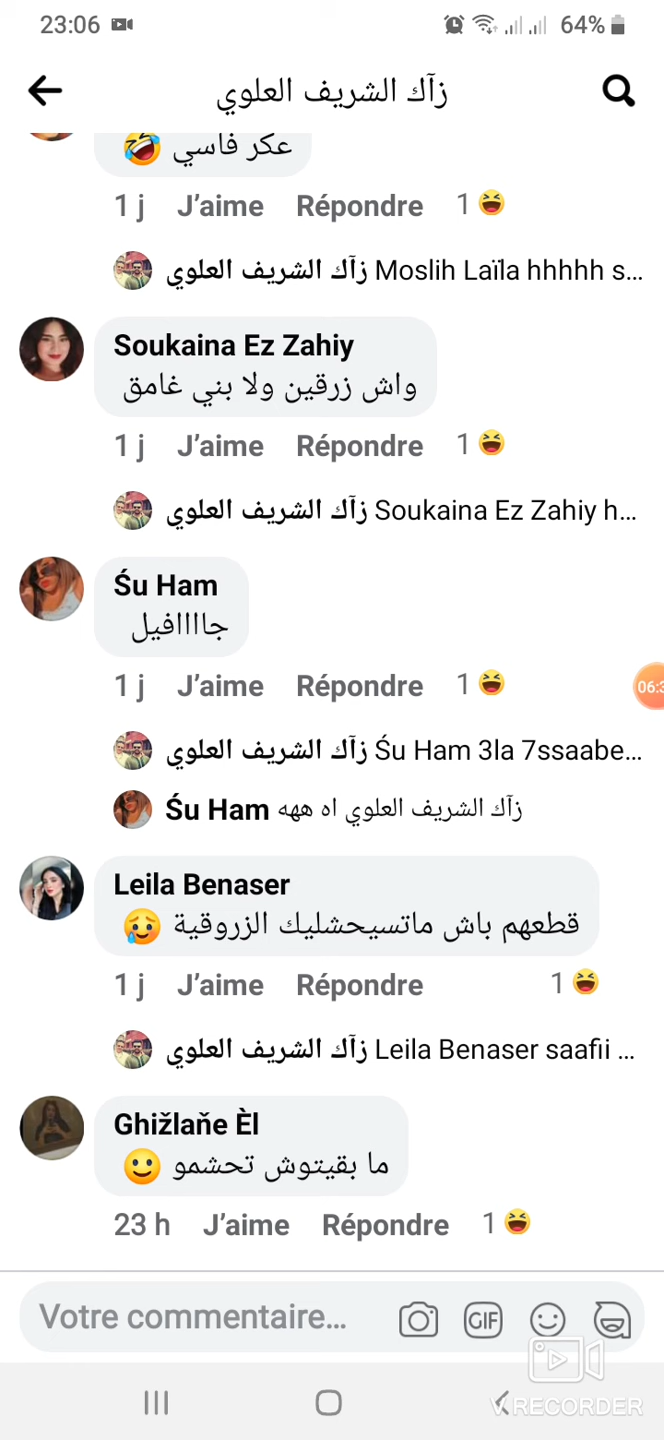 23:06 64%
زآك الشريف العلوي
عكر فاسي 🤣
1 j J’aime Répondre 1
زآك الشريف العلوي Moslih Laïla hhhhh s...
Soukaina Ez Zahiy
واش زرقين ولا بني غامق
1 j J’aime Répondre 1
زآك الشريف العلوي Soukaina Ez Zahiy h...
Śu Ham
جااااافيل
1 j J’aime Répondre 1
06:3
زآك الشريف العلوي Śu Ham 3la 7ssaabe...
Śu Ham زآك الشريف العلوي اه ههه
Leila Benaser
قطعهم باش ماتسيحشليك الزروقية 🥲
1 j J’aime Répondre 1
زآك الشريف العلوي Leila Benaser saafii ...
Ghižlaňe Èl
ما بقيتوش تحشمو 🙂
23 h J’aime Répondre 1
Votre commentaire...
GIF
V RECORDER